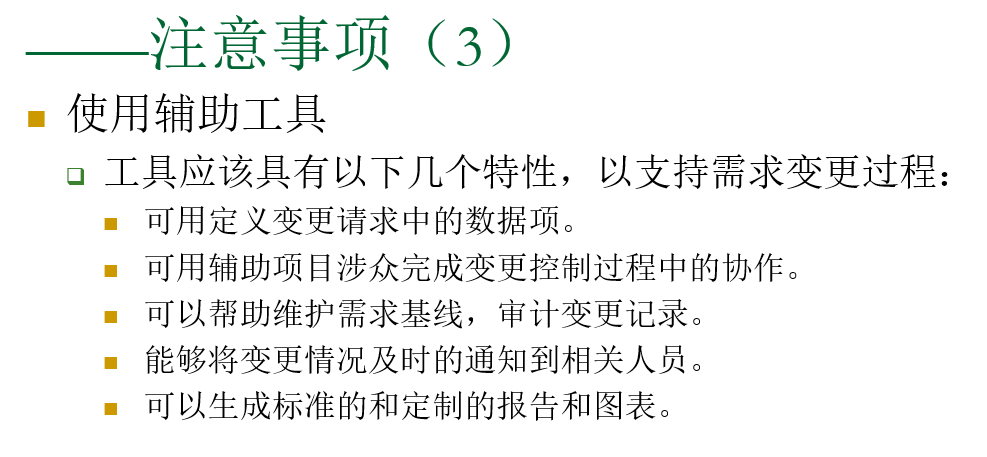 ——注意事项（3）
使用辅助工具
工具应该具有以下几个特性，以支持需求变更过程：
可用定义变更请求中的数据项。
可用辅助项目涉众完成变更控制过程中的协作。
可以帮助维护需求基线，审计变更记录。
能够将变更情况及时的通知到相关人员。
可以生成标准的和定制的报告和图表。